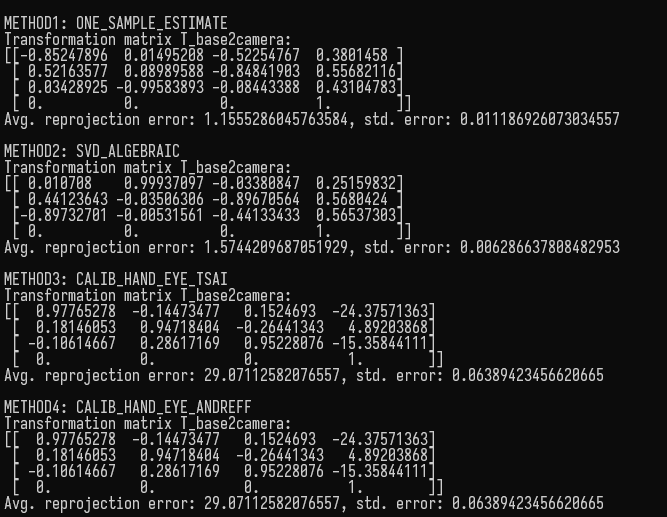 METHOD1: ONE_SAMPLE_ESTIMATE
Transformation matrix T_base2camera:
[[-0.85247896  0.01495208 -0.52254767  0.3801458 ]
 [ 0.52163577  0.08989588 -0.84841903  0.55682116]
 [ 0.03428925 -0.99583893 -0.08443388  0.43104783]
 [ 0.          0.          0.          1.        ]]
Avg. reprojection error: 1.1555286045763584, std. error: 0.011186926073034557
METHOD2: SVD_ALGEBRAIC
Transformation matrix T_base2camera:
[[ 0.010708    0.99937097 -0.03380847  0.25159832]
 [ 0.44123643 -0.03506306 -0.89670564  0.5680424 ]
 [-0.89732701 -0.00531561 -0.44133433  0.56537303]
 [ 0.          0.          0.          1.        ]]
Avg. reprojection error: 1.5744209687051929, std. error: 0.006286637808482953
METHOD3: CALIB_HAND_EYE_TSAI
Transformation matrix T_base2camera:
[[  0.97765278  -0.14473477   0.1524693  -24.37571363]
 [  0.18146053   0.94718404  -0.26441343   4.89203868]
 [ -0.10614667   0.28617169   0.95228076 -15.35844111]
 [  0.           0.           0.           1.        ]]
Avg. reprojection error: 29.07112582076557, std. error: 0.06389423456620665
METHOD4: CALIB_HAND_EYE_ANDREFF
Transformation matrix T_base2camera:
[[  0.97765278  -0.14473477   0.1524693  -24.37571363]
 [  0.18146053   0.94718404  -0.26441343   4.89203868]
 [ -0.10614667   0.28617169   0.95228076 -15.35844111]
 [  0.           0.           0.           1.        ]]
Avg. reprojection error: 29.07112582076557, std. error: 0.06389423456620665